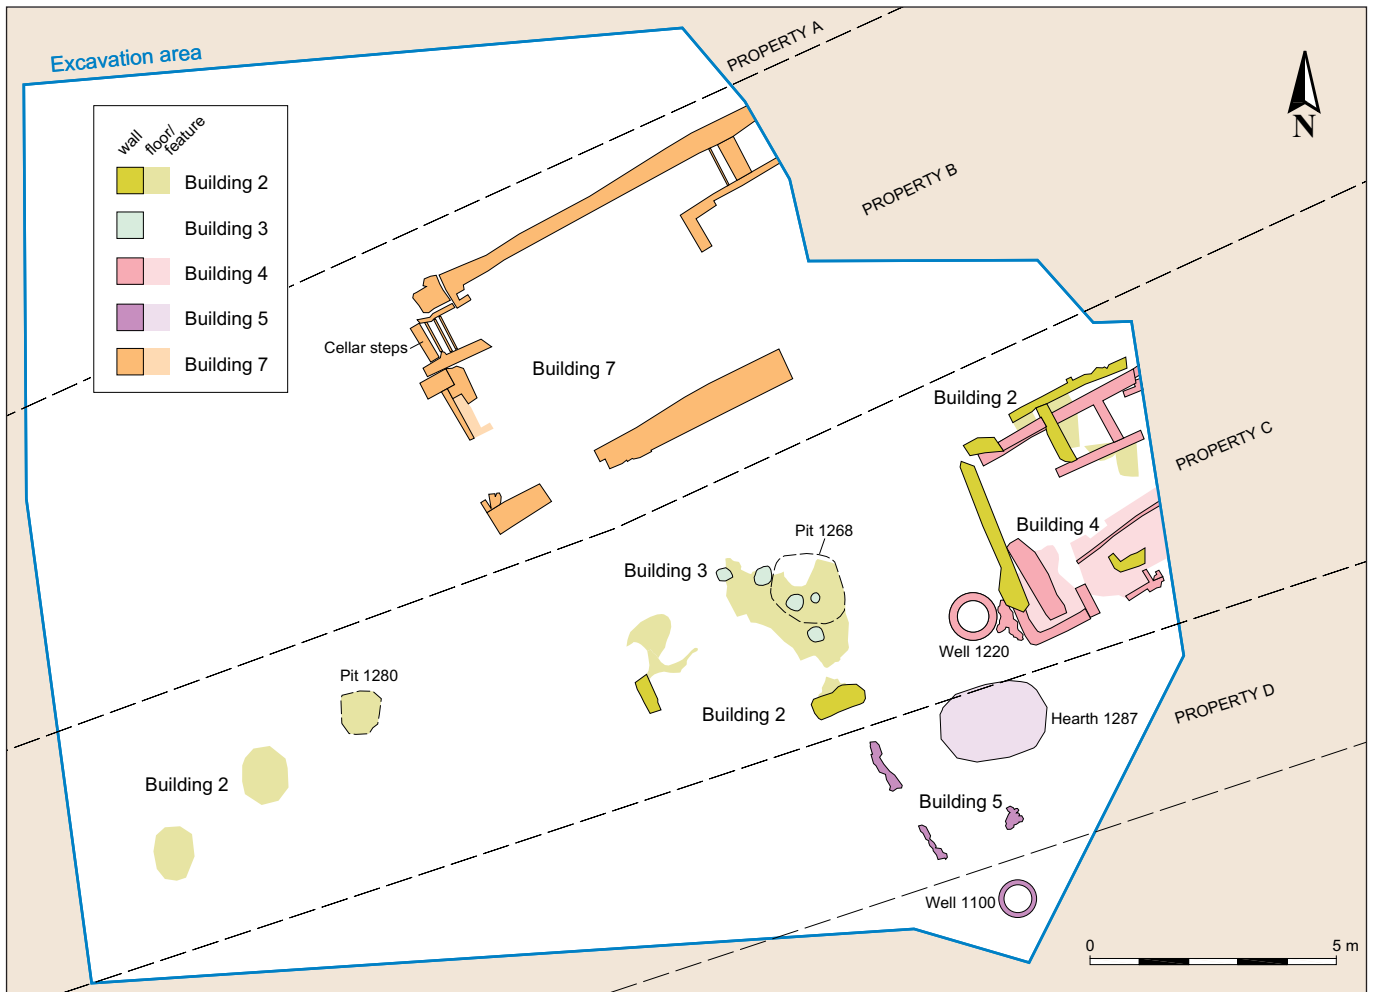 Excavation area
PROPERTY A
wall
floor/
feature
Building 2
Building 3
Building 4
Building 5
Building 7
N
PROPERTY B
Cellar steps
Building 7
Building 2
PROPERTY C
Building 4
Pit 1268
Building 3
Well 1220
Pit 1280
Building 2
PROPERTY D
Hearth 1287
Building 2
Building 5
Well 1100
0
5 m